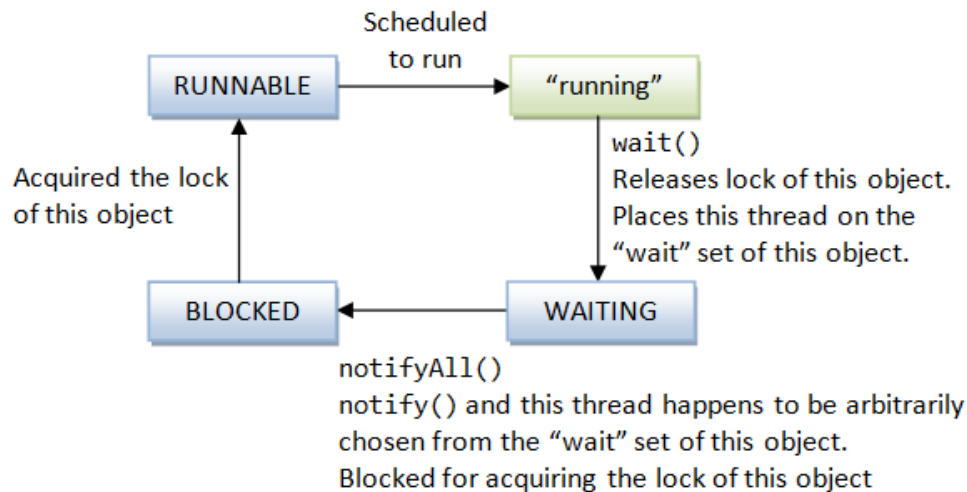 Scheduled
to run
RUNNABLE
“running”
wait()
Releases lock of this object.
Places this thread on the
“wait” set of this object.
Acquired the lock
of this object
BLOCKED
WAITING
notifyAll()
notify() and this thread happens to be arbitrarily
chosen from the “wait” set of this object.
Blocked for acquiring the lock of this object